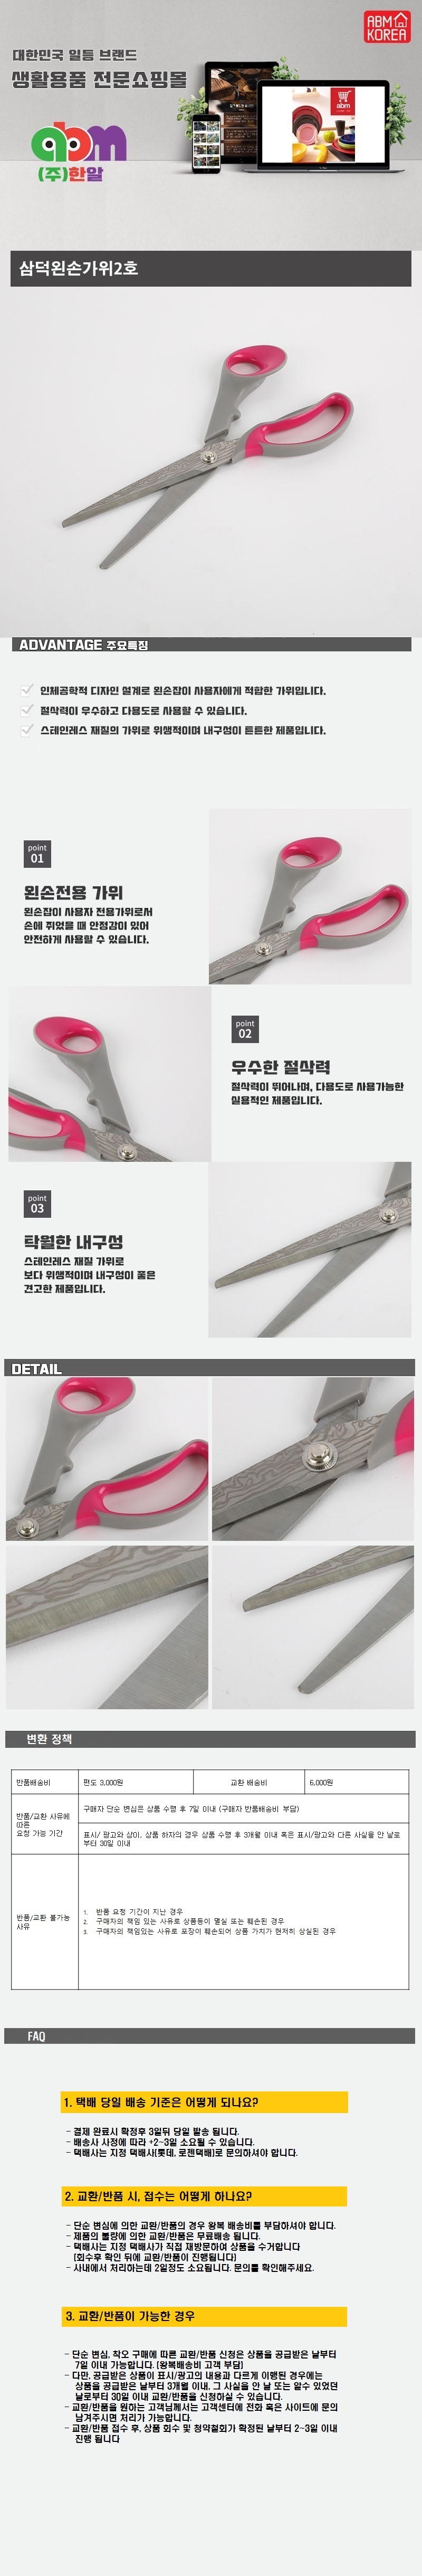 ABM
KOREA
대한민국 일등 브랜드
생활용품 전문쇼핑몰
abm
(주)한알
abm
삼덕왼손가위2호
ADVANTAGE 주요특징
인체공학적 디자인 설계로 왼손잡이 사용자에게 적합한 가위입니다.
절삭력이 우수하고 다용도로 사용할 수 있습니다.
스테인레스 재질의 가위로 위생적이며 내구성이 튼튼한 제품입니다.
point
01
왼손전용 가위
왼손잡이 사용자 전용가위로서
손에 쥐었을 때 안정감이 있어
안전하게 사용할 수 있습니다.
point
02
우수한 절삭력
절삭력이 뛰어나며, 다용도로 사용가능한
실용적인 제품입니다.
point
03
탁월한 내구성
스테인레스 재질 가위로
보다 위생적이며 내구성이 좋은
견고한 제품입니다.
DETAIL
변환 정책
반품배송비 편도 3,000원 교환 배송비 6,000원
반품/교환 사유에
따른
요청 가능 기간
구매자 단순 변심은 상품 수령 후 7일 이내 (구매자 반품배송비 부담)
표시/ 광고와 상이, 상품 하자의 경우 상품 수령 후 3개월 이내 혹은 표시/광고와 다른 사실을 안 날로
부터 30일 이내
반품/교환 불가능
사유
1. 반품 요청 기간이 지난 경우
2. 구매자의 책임 있는 사유로 상품등이 멸실 또는 훼손된 경우
3. 구매자의 책임있는 사유로 포장이 훼손되어 상품 가치가 현저히 상실된 경우
FAQ
1. 택배 당일 배송 기준은 어떻게 되나요?
- 결제 완료시 확정후 3일뒤 당일 발송 됩니다.
- 배송사 사정에 따라 +2~3일 소요될 수 있습니다.
- 택배사는 지정 택배사(롯데, 로젠택배)로 문의하셔야 합니다.
2. 교환/반품 시, 접수는 어떻게 하나요?
- 단순 변심에 의한 교환/반품의 경우 왕복 배송비를 부담하셔야 합니다.
- 제품의 불량에 의한 교환/반품은 무료배송 됩니다.
- 택배사는 지정 택배사가 직접 재방문하여 상품을 수거합니다
(회수후 확인 뒤에 교환/반품이 진행됩니다)
- 사내에서 처리하는데 2일정도 소요됩니다. 문의를 확인해주세요.
3. 교환/반품이 가능한 경우
- 단순 변심, 착오 구매에 따른 교환/반품 신청은 상품을 공급받은 날부터
7일 이내 가능합니다. (왕복배송비 고객 부담)
- 다만, 공급받은 상품이 표시/광고의 내용과 다르게 이행된 경우에는
상품을 공급받은 날부터 3개월 이내, 그 사실을 안 날 또는 알수 있었던
날로부터 30일 이내 교환/반품을 신청하실 수 있습니다.
- 교환/반품을 원하는 고객님께서는 고객센터에 전화 혹은 사이트에 문의
남겨주시면 처리가 가능합니다.
- 교환/반품 접수 후, 상품 회수 및 청약철회가 확정된 날부터 2~3일 이내
진행 됩니다